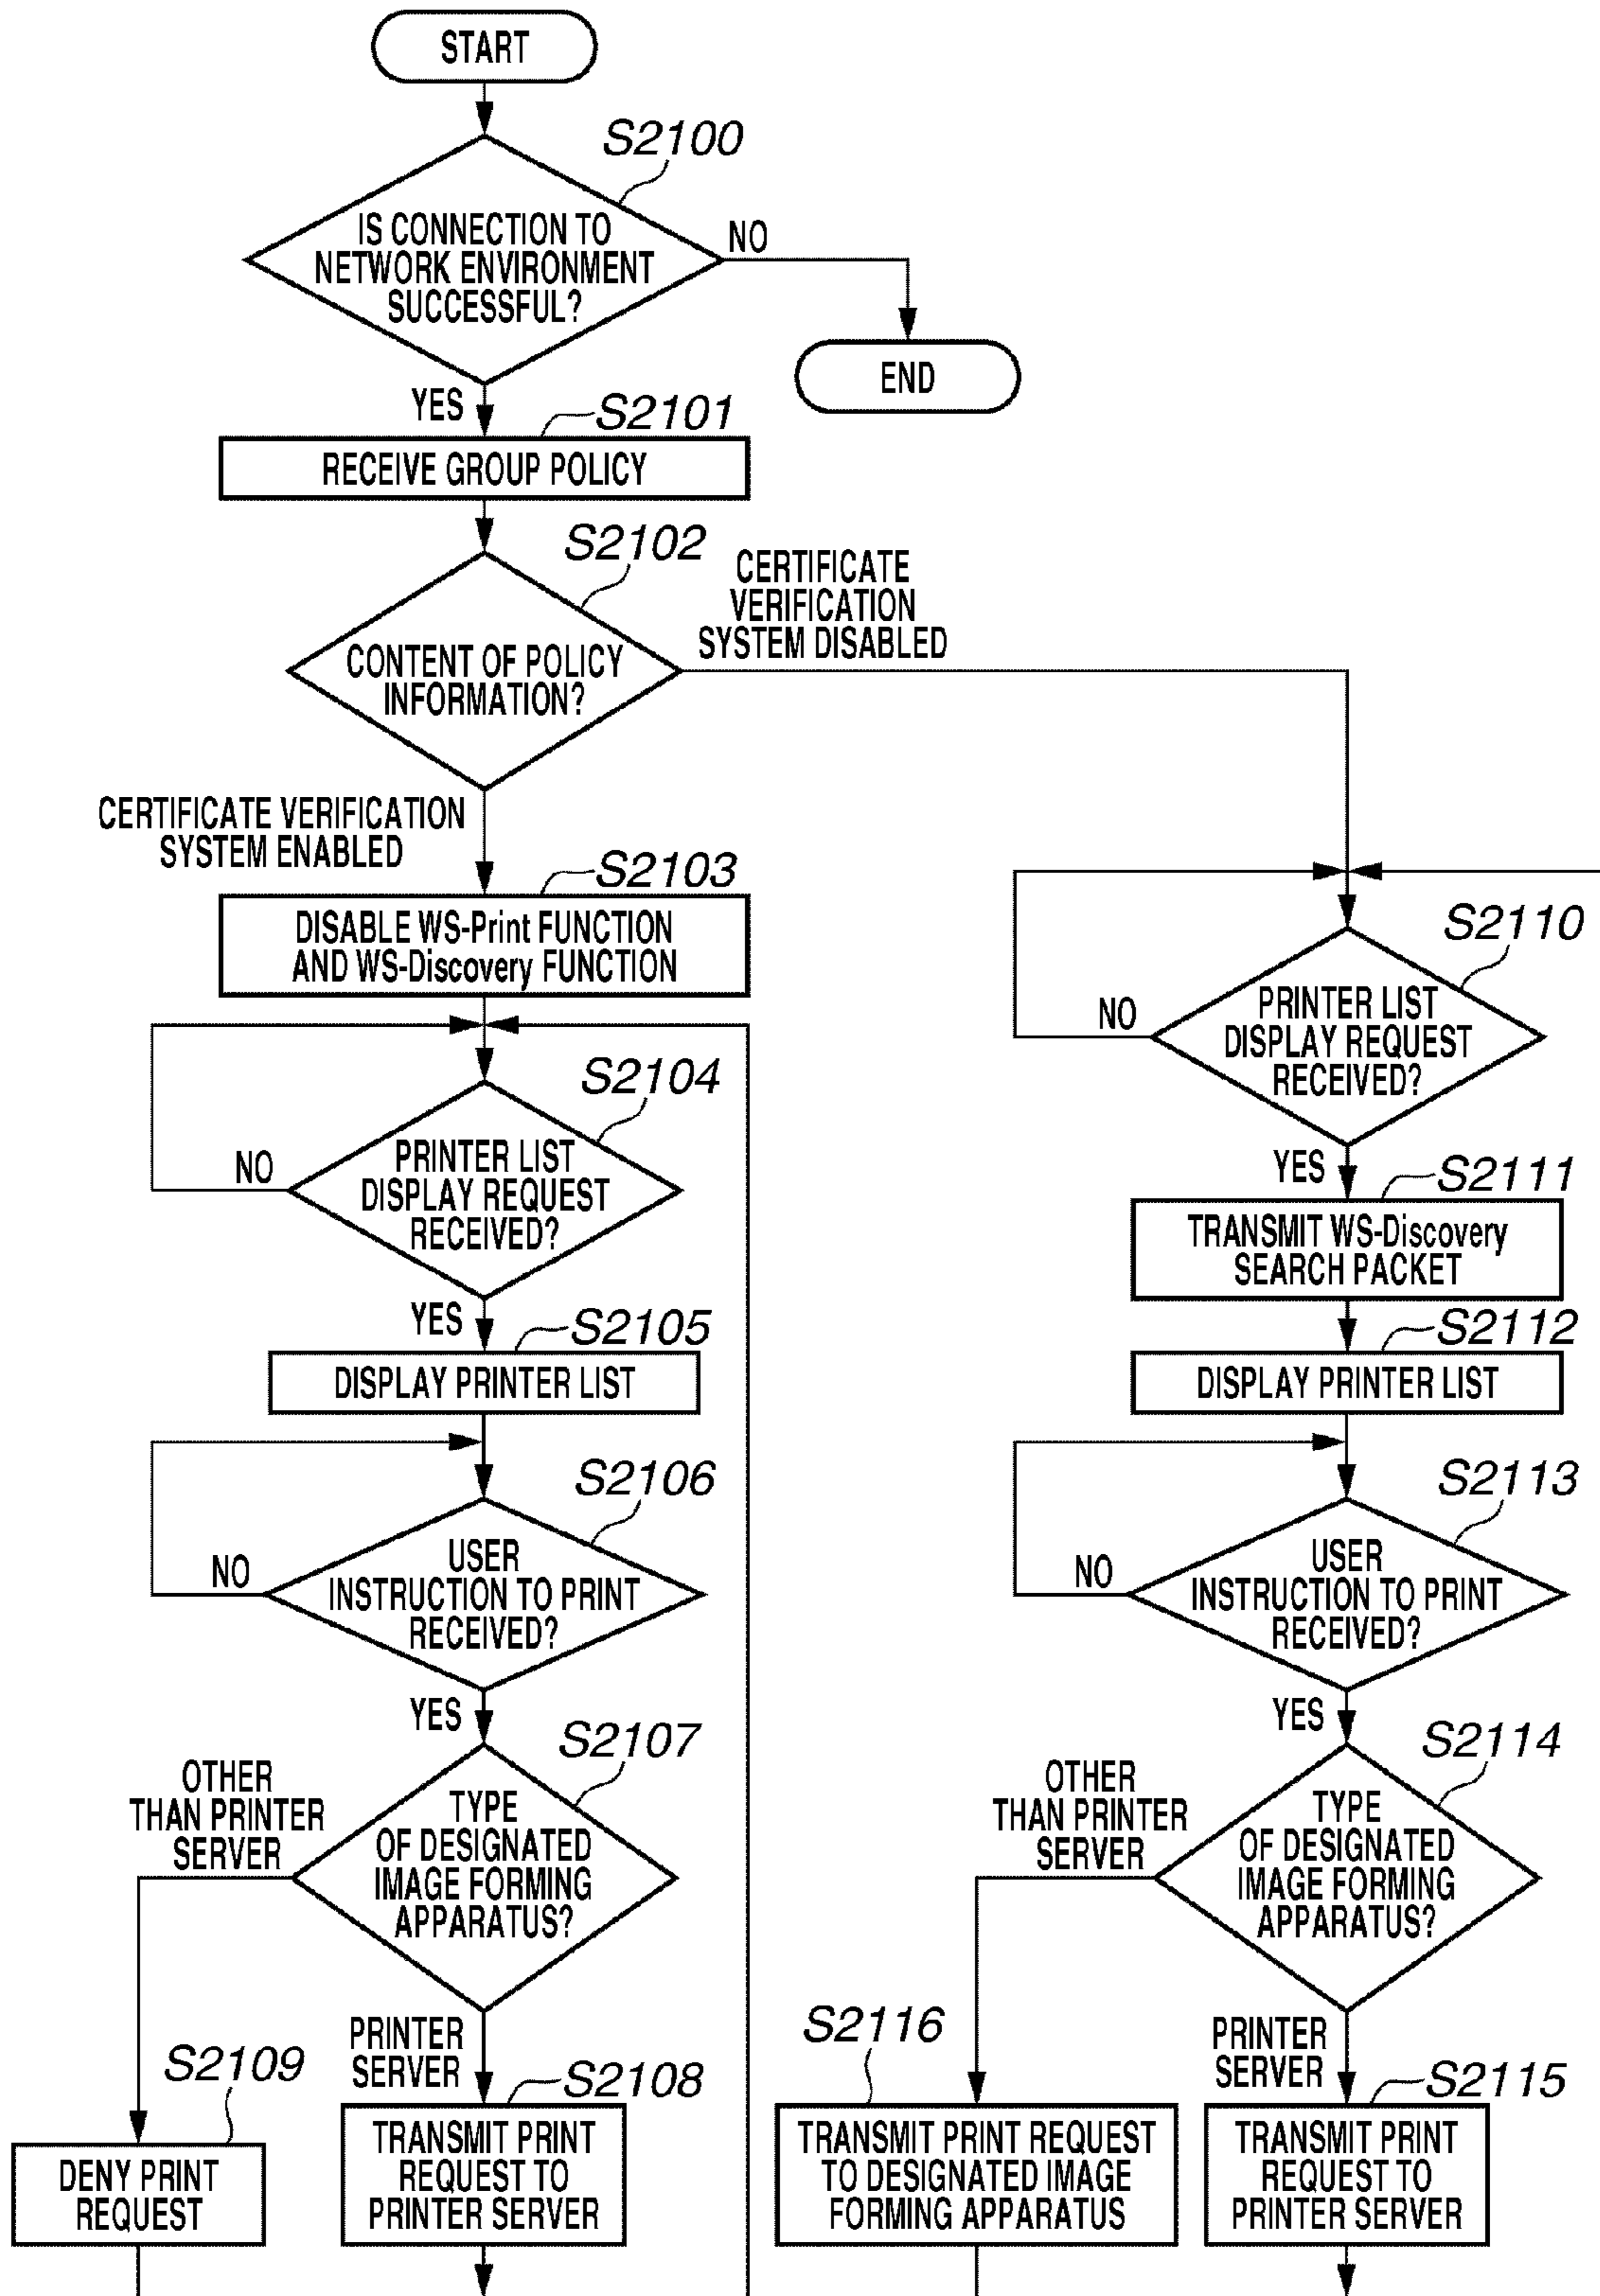 START
S2100
IS CONNECTION TO
NETWORK ENVIRONMENT
SUCCESSFUL?
NO
END
YES
S2101
RECEIVE GROUP POLICY
S2102
CERTIFICATE
VERIFICATION
SYSTEM DISABLED
CONTENT OF POLICY
INFORMATION?
CERTIFICATE VERIFICATION
SYSTEM ENABLED
S2103
DISABLE WS-Print FUNCTION
AND WS-Discovery FUNCTION
S2104
PRINTER LIST
DISPLAY REQUEST
RECEIVED?
NO
YES
S2105
DISPLAY PRINTER LIST
S2106
USER
INSTRUCTION TO PRINT
RECEIVED?
NO
YES
S2107
TYPE
OF DESIGNATED
IMAGE FORMING
APPARATUS?
OTHER
THAN PRINTER
SERVER
PRINTER
SERVER
S2109
DENY PRINT
REQUEST
S2108
TRANSMIT PRINT
REQUEST TO
PRINTER SERVER
S2110
PRINTER LIST
DISPLAY REQUEST
RECEIVED?
NO
YES
S2111
TRANSMIT WS-Discovery
SEARCH PACKET
S2112
DISPLAY PRINTER LIST
S2113
USER
INSTRUCTION TO PRINT
RECEIVED?
NO
YES
S2114
TYPE
OF DESIGNATED
IMAGE FORMING
APPARATUS?
OTHER
THAN PRINTER
SERVER
PRINTER
SERVER
S2116
TRANSMIT PRINT REQUEST
TO DESIGNATED IMAGE
FORMING APPARATUS
S2115
TRANSMIT PRINT
REQUEST TO
PRINTER SERVER